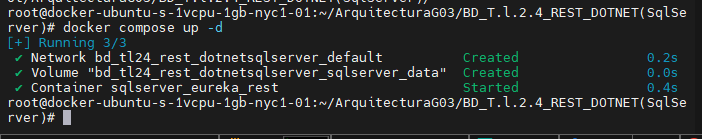 root@docker-ubuntu-s-1vcpu-1gb-nyc1-01:~/ArquitecturaG03/BD_T.l.2.4_REST_DOTNET(SqlSe
rver)# docker compose up -d
[+] Running 3/3
✔ Network bd_tl24_rest_dotnetsqlserver_default Created 0.2s
✔ Volume "bd_tl24_rest_dotnetsqlserver_sqlserver_data" Created 0.0s
✔ Container sqlserver_eureka_rest Started 0.4s
root@docker-ubuntu-s-1vcpu-1gb-nyc1-01:~/ArquitecturaG03/BD_T.l.2.4_REST_DOTNET(SqlSe
rver)#